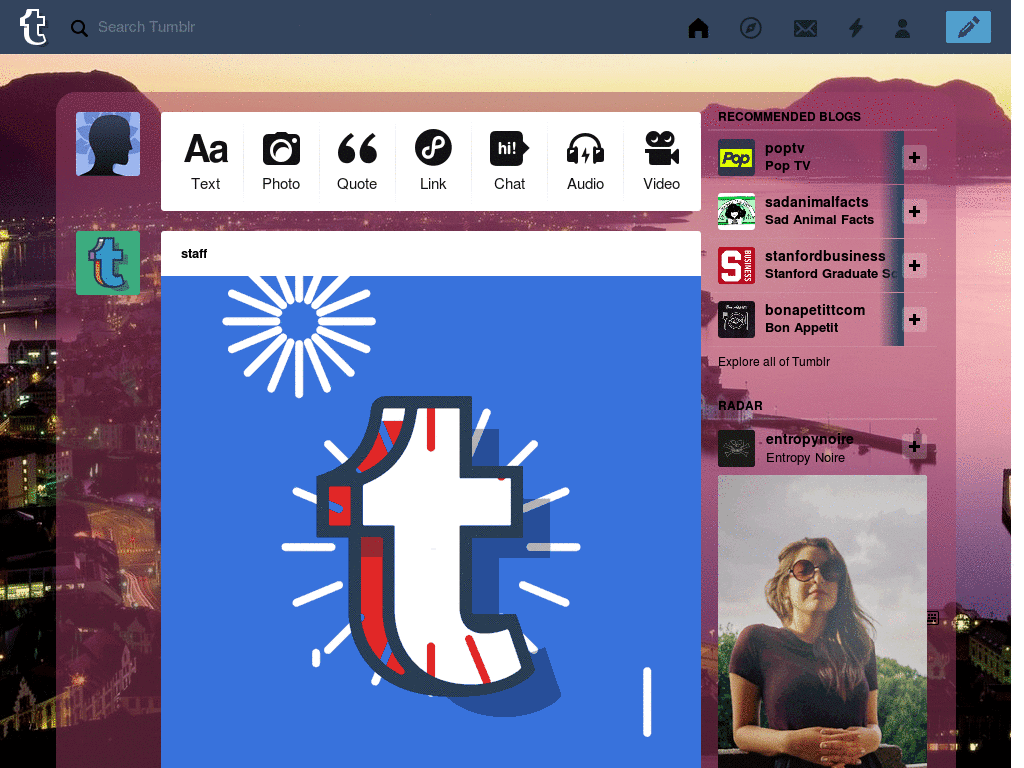 Search Tumblr
Aa
Text
Photo
Quote
Link
hi!
Chat
Audio
Video
staff
RECOMMENDED BLOGS
Pop
poptv
Pop TV
sadanimalfacts
Sad Animal Facts
S BUSINESS
stanfordbusiness
Stanford Graduate Sc
bonapetittcom
Bon Appetit
Explore all of Tumblr
RADAR
entropynoire
Entropy Noire